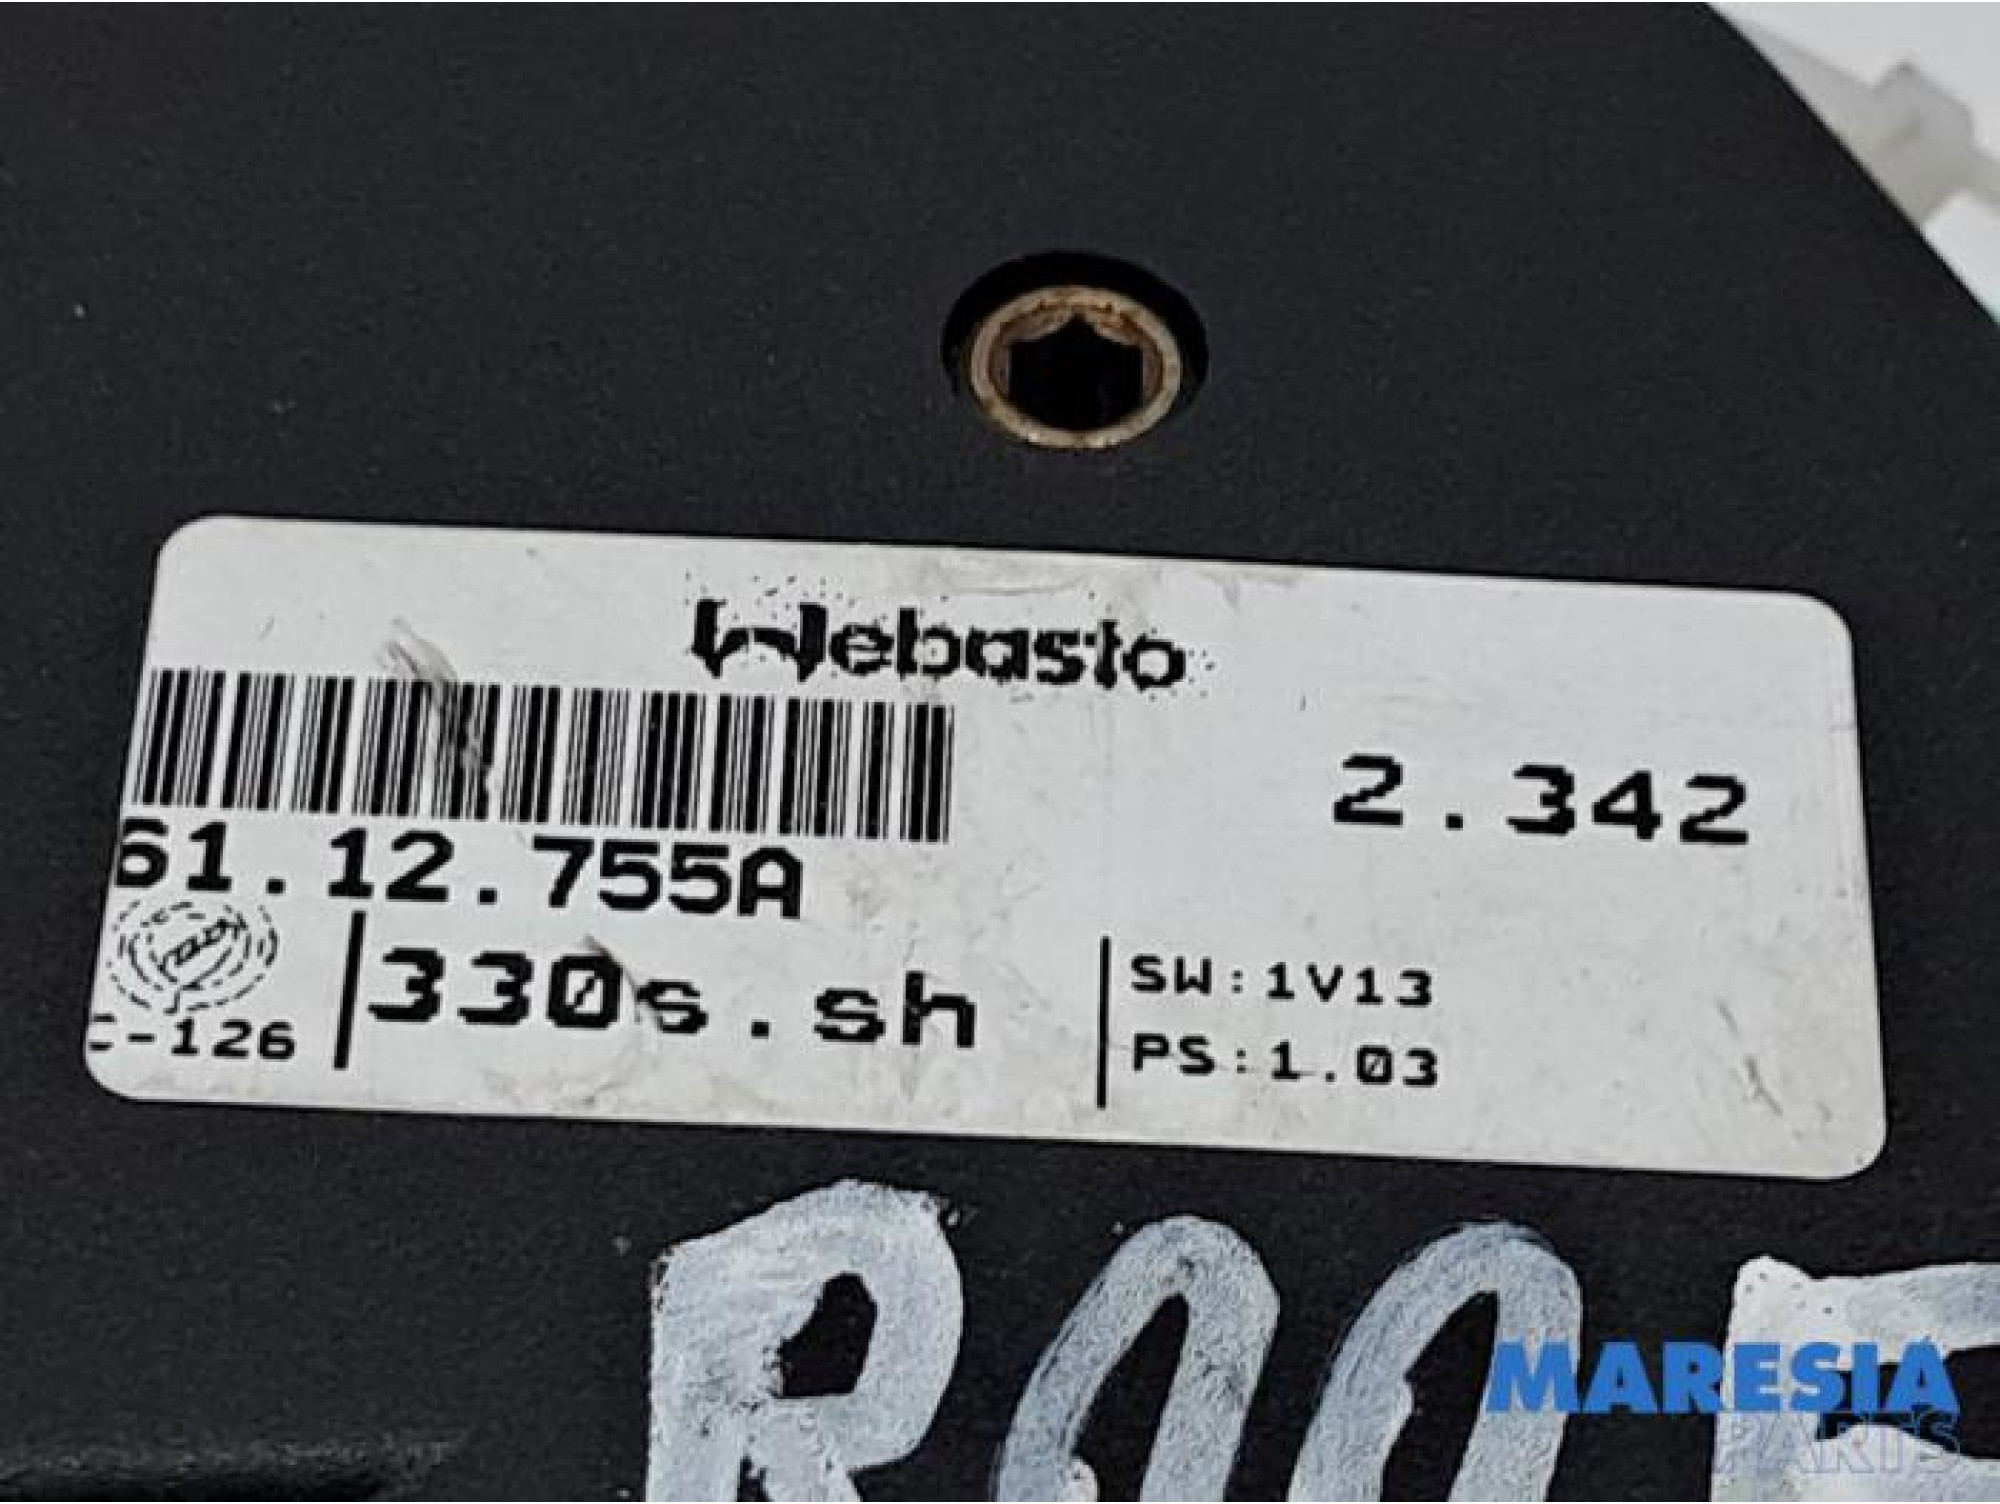 Webasto
2.342
61.12.755A
330s.sh
SW:1V13
PS:1.03
-126
MARESIA
PARTS